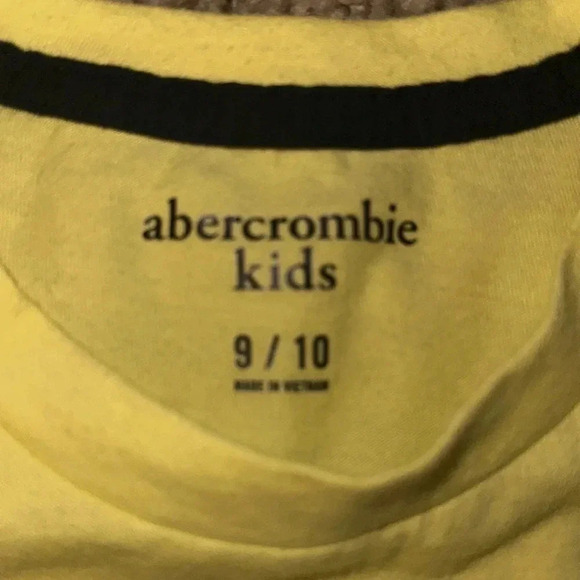 abercrombie
kids
9 / 10
MADE IN VIETNAM